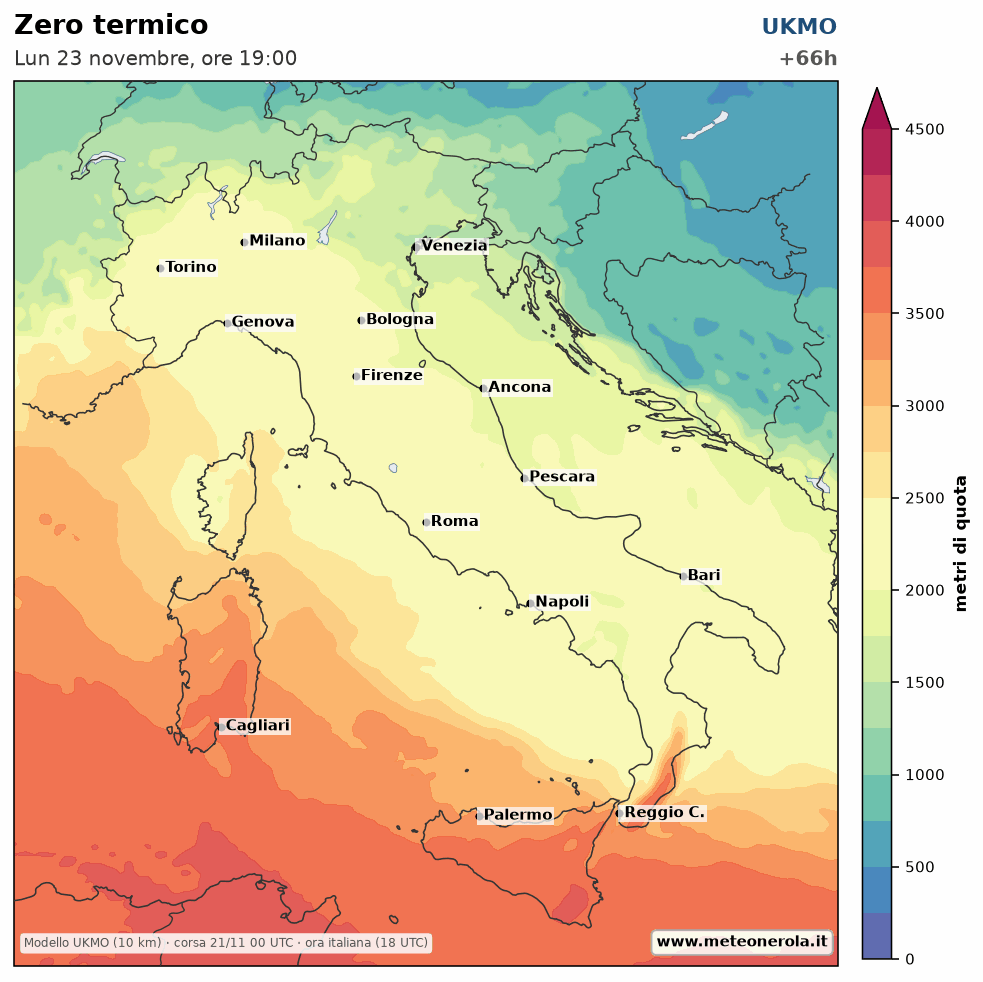 Zero termico
UKMO
Lun 23 novembre, ore 19:00
+66h
4500
4000
3500
3000
2500
2000
1500
1000
500
0
metri di quota
Milano
Venezia
Torino
Genova
Bologna
Firenze
Ancona
Pescara
Roma
Bari
Napoli
Cagliari
Palermo
Reggio C.
Modello UKMO (10 km) · corsa 21/11 00 UTC · ora italiana (18 UTC)
www.meteonerola.it